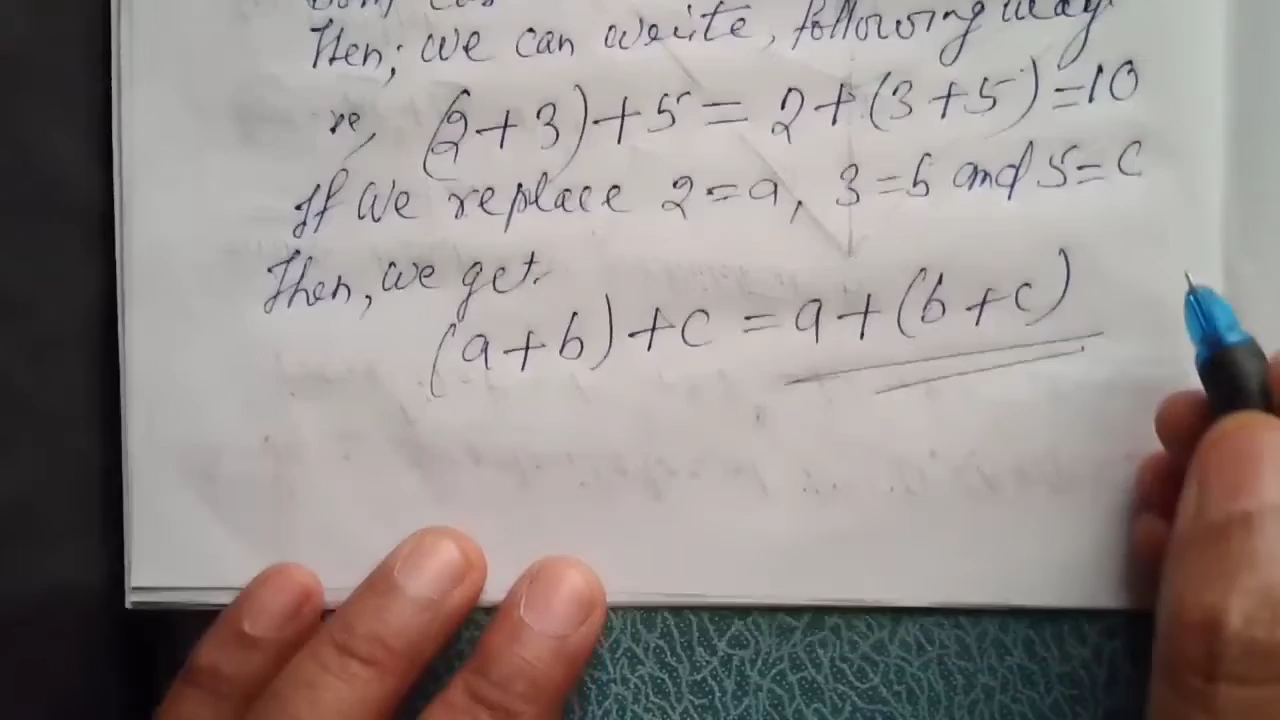 Then; we can write, following way.
ie, (2+3)+5 = 2+(3+5)=10
If we replace 2=a, 3=b and 5=c
Then, we get.
(a+b)+c = a+(b+c)